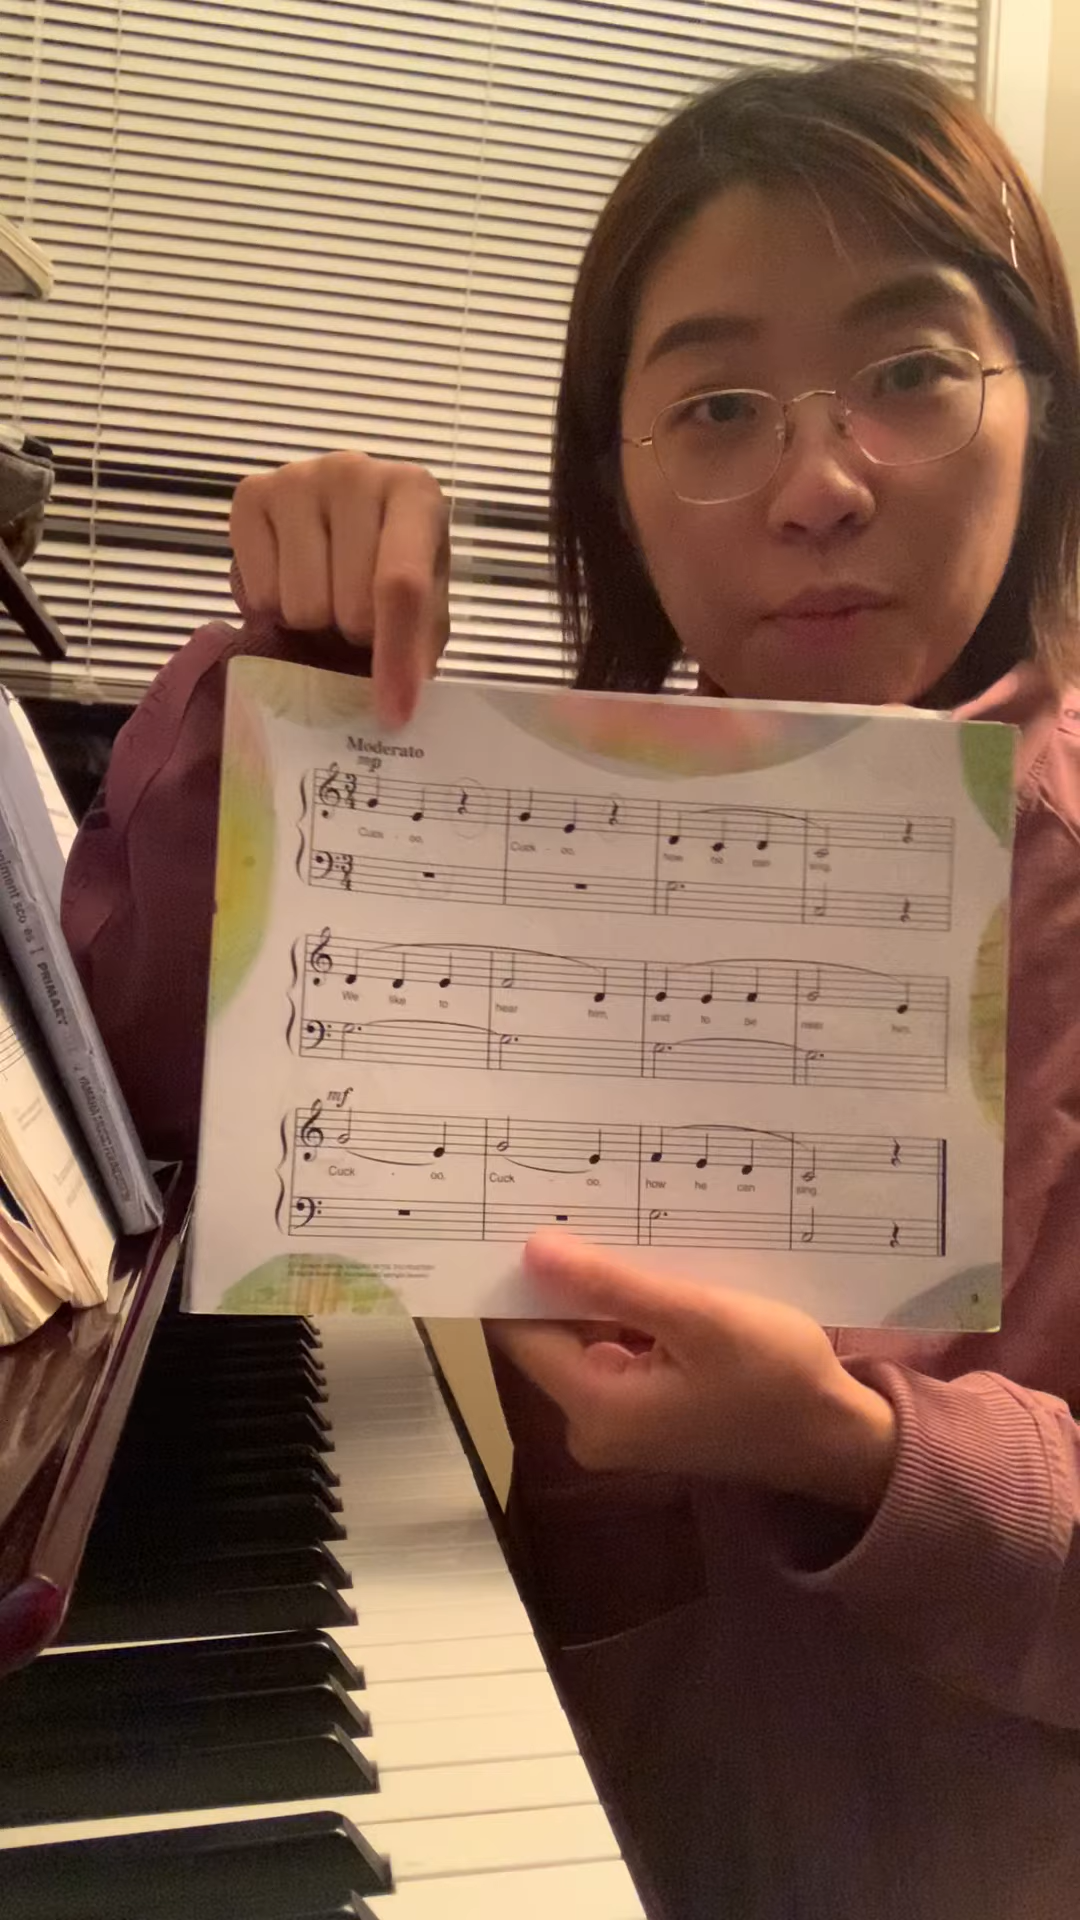 Moderato
mp
Cuck - oo, Cuck - oo, how he can sing.
We like to hear him, and to be near him.
mf
Cuck - oo, Cuck - oo, how he can sing.
9
PRIMARY